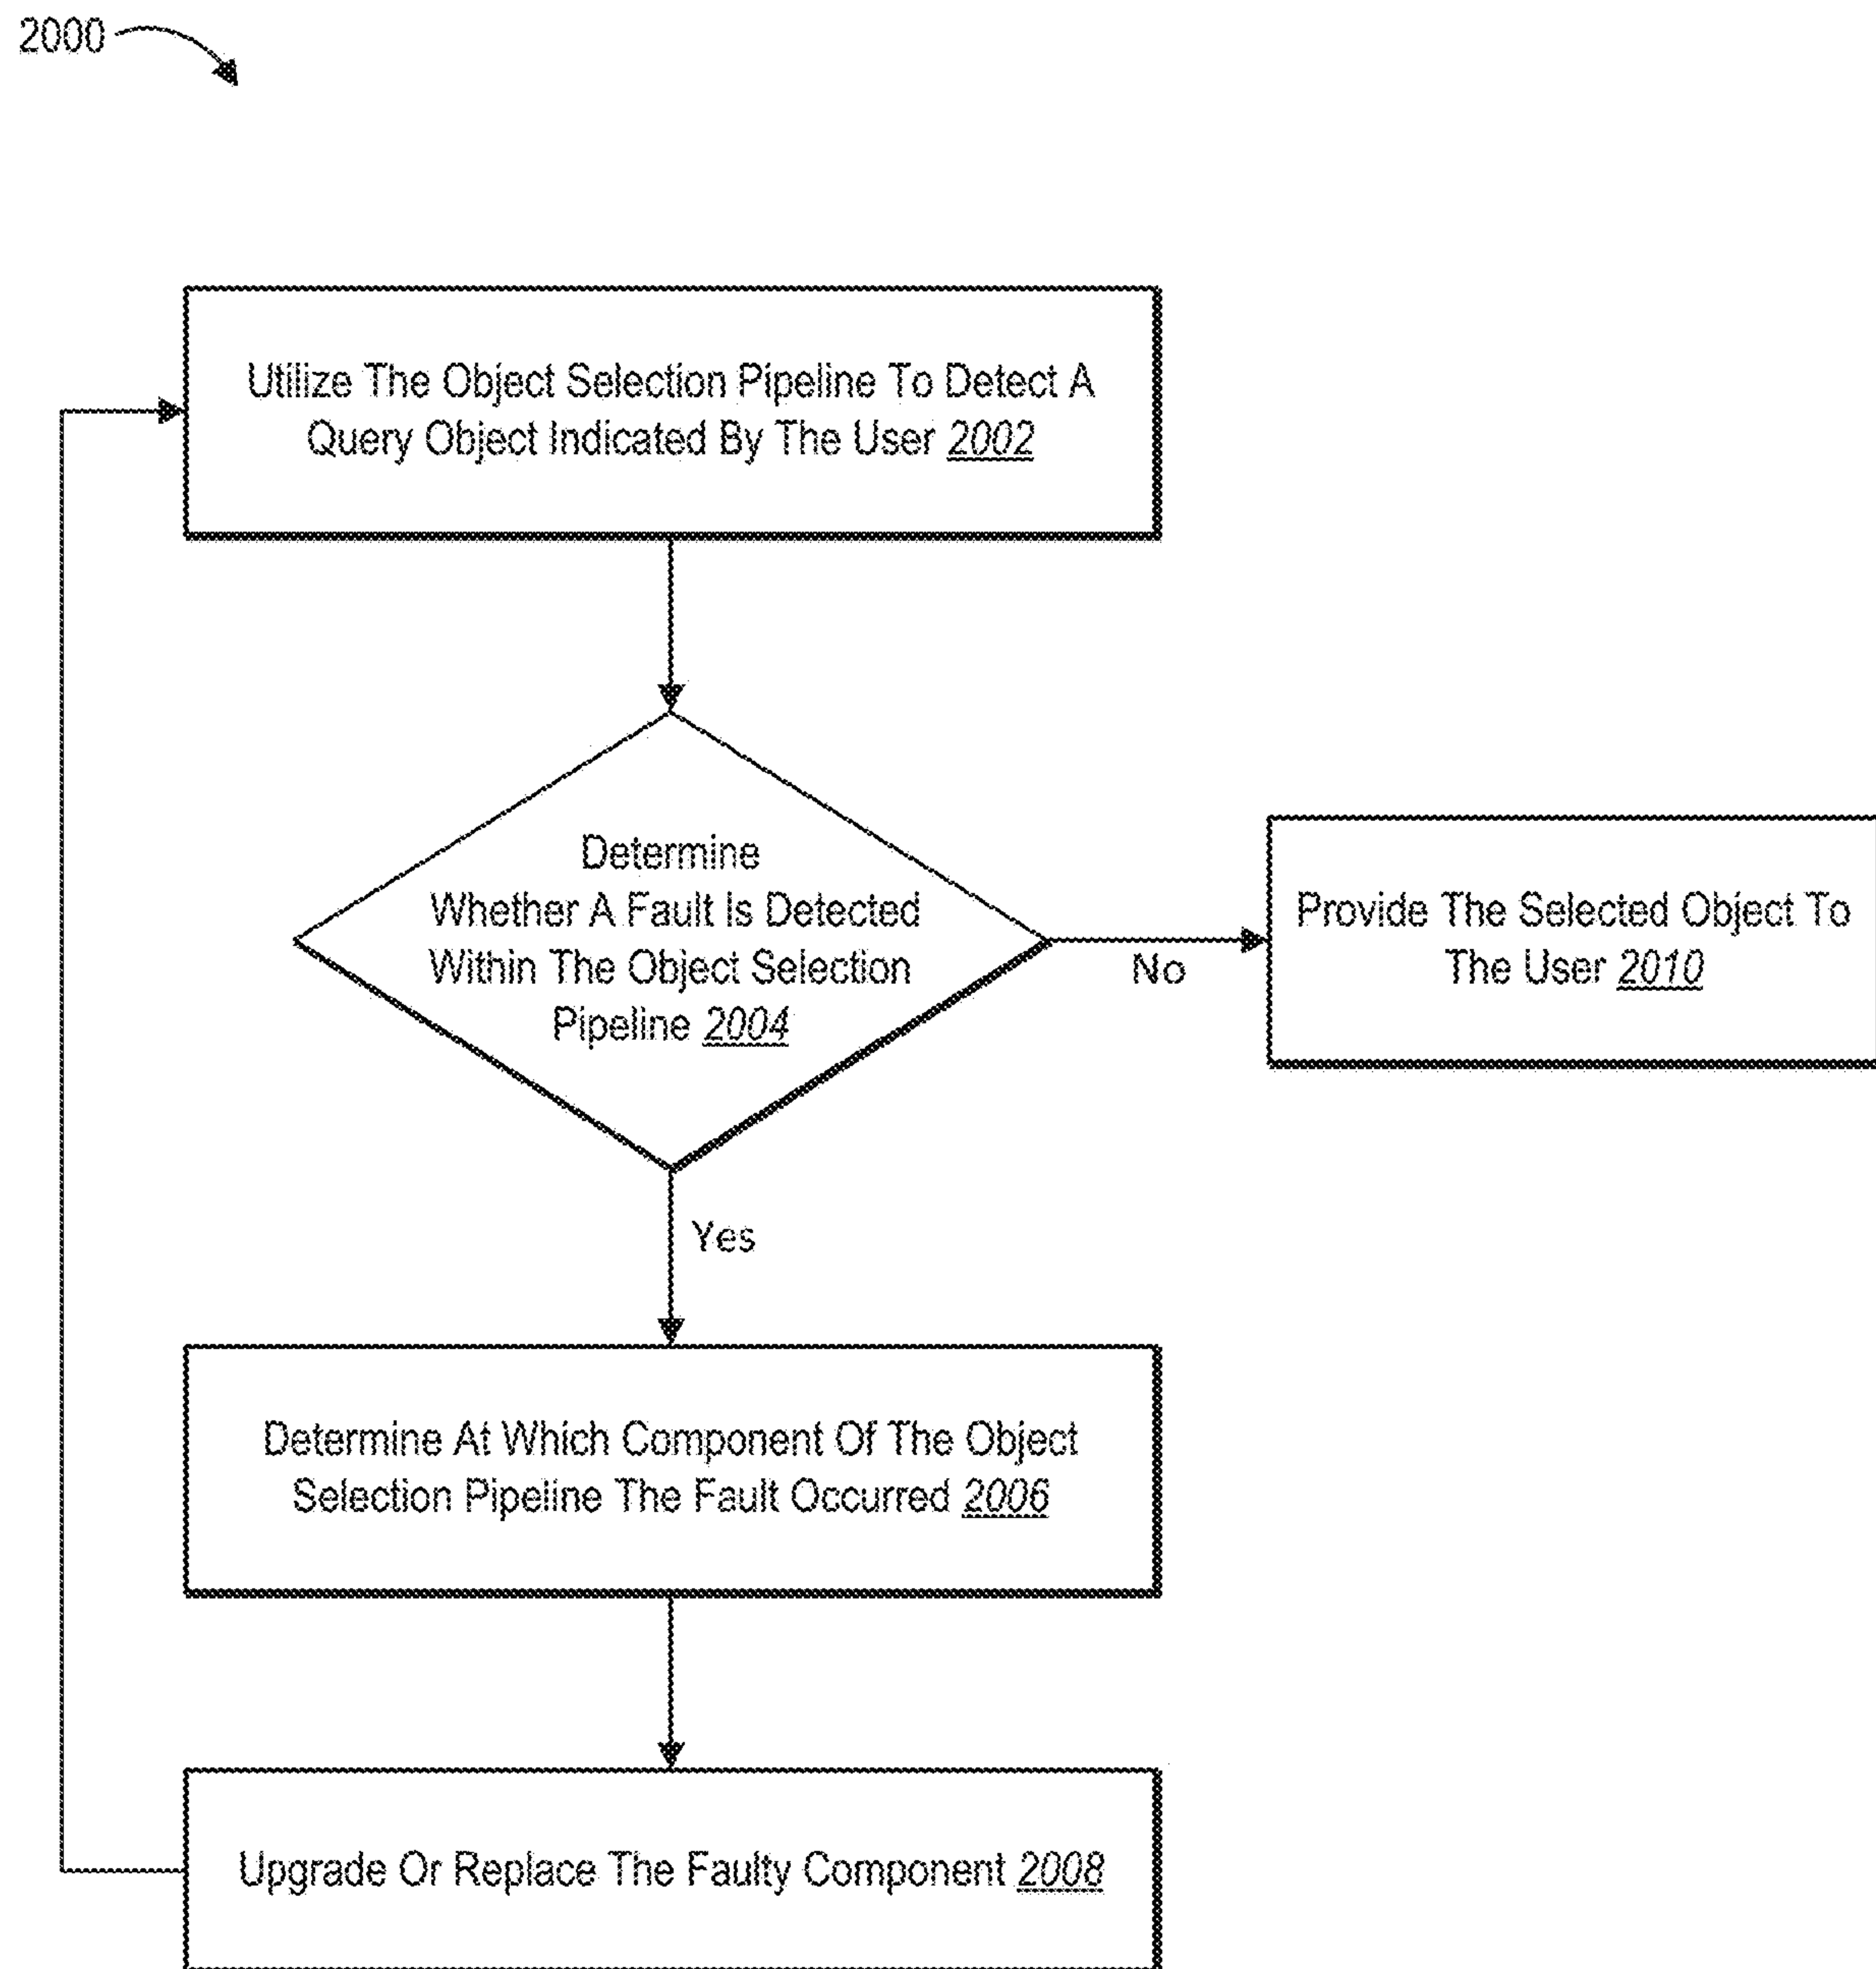 2000
Utilize The Object Selection Pipeline To Detect A
Query Object Indicated By The User 2002
Determine
Whether A Fault Is Detected
Within The Object Selection
Pipeline 2004
No
Provide The Selected Object To
The User 2010
Yes
Determine At Which Component Of The Object
Selection Pipeline The Fault Occurred 2006
Upgrade Or Replace The Faulty Component 2008